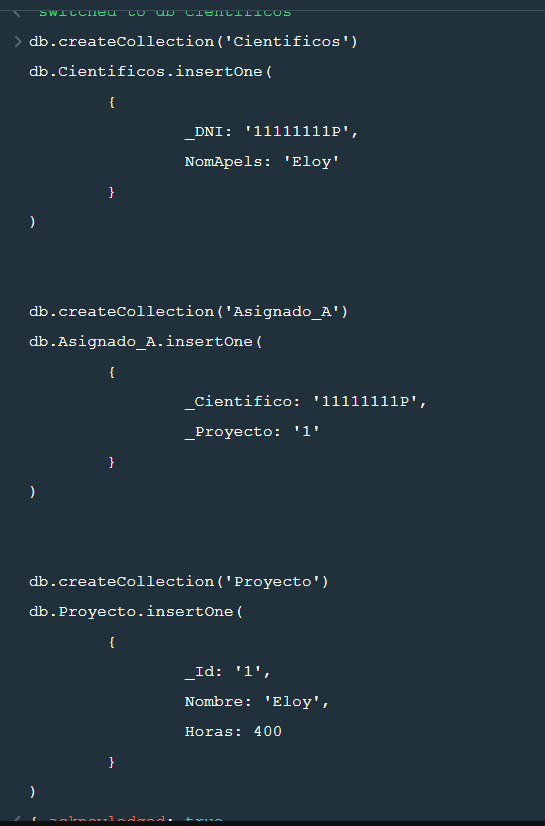 switched to db Cientificos
db.createCollection('Cientificos')
db.Cientificos.insertOne(
{
_DNI: '11111111P',
NomApels: 'Eloy'
}
)
db.createCollection('Asignado_A')
db.Asignado_A.insertOne(
{
_Cientifico: '11111111P',
_Proyecto: '1'
}
)
db.createCollection('Proyecto')
db.Proyecto.insertOne(
{
_Id: '1',
Nombre: 'Eloy',
Horas: 400
}
)
{ acknowledged: true